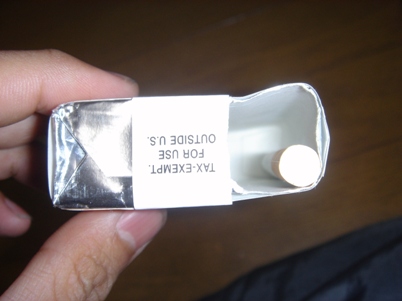 TAX-EXEMPT.
FOR USE
OUTSIDE U.S.